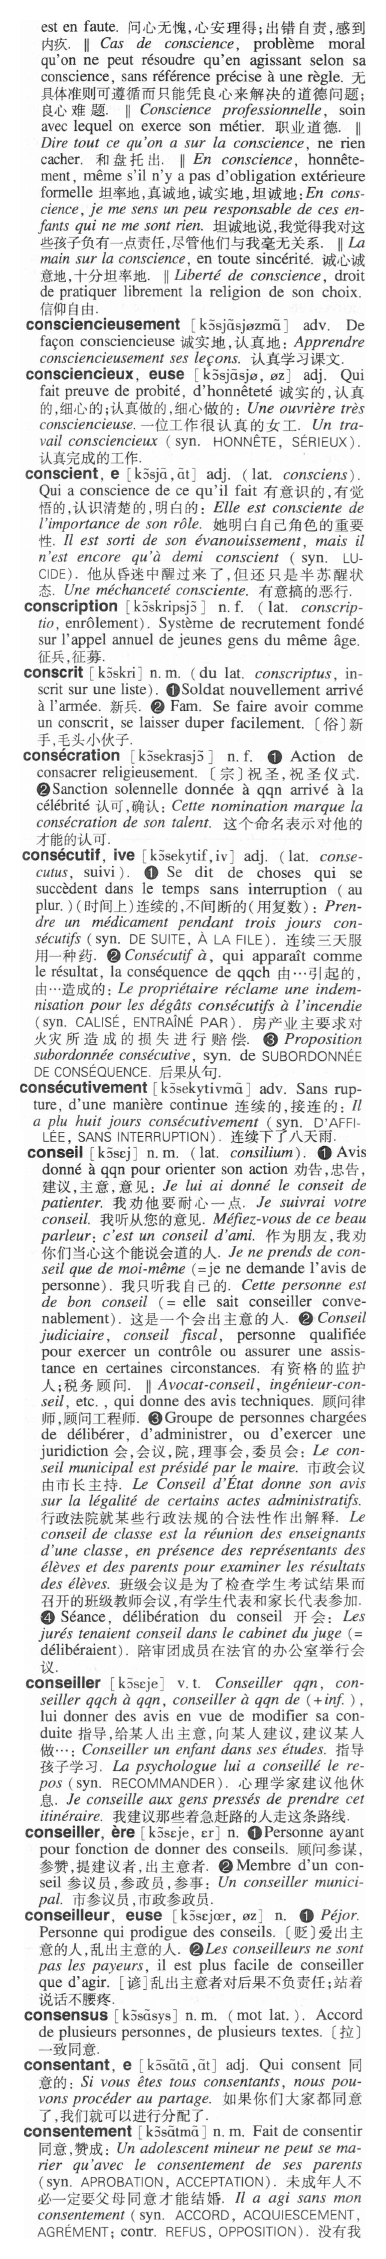 est en faute. 问心无愧,心安理得;出错自责,感到
内疚. ‖ Cas de conscience, problème moral
qu'on ne peut résoudre qu'en agissant selon sa
conscience, sans référence précise à une règle. 无
具体准则可遵循而只能凭良心来解决的道德问题;
良心难题. ‖ Conscience professionnelle, soin
avec lequel on exerce son métier. 职业道德. ‖
Dire tout ce qu'on a sur la conscience, ne rien
cacher. 和盘托出. ‖ En conscience, honnête-
ment, même s'il n'y a pas d'obligation extérieure
formelle 坦率地,真诚地,诚实地,坦诚地: En cons-
cience, je me sens un peu responsable de ces en-
fants qui ne me sont rien. 坦诚地说,我觉得我对这
些孩子负有一点责任,尽管他们与我毫无关系. ‖ La
main sur la conscience, en toute sincérité. 诚心诚
意地,十分坦率地. ‖ Liberté de conscience, droit
de pratiquer librement la religion de son choix.
信仰自由.
consciencieusement [kɔ̃sjɑ̃sjøzmɑ̃] adv. De
façon consciencieuse 诚实地,认真地: Apprendre
consciencieusement ses leçons. 认真学习课文.
consciencieux, euse [kɔ̃sjɑ̃sjø, øz] adj. Qui
fait preuve de probité, d'honnêteté 诚实的,认真
的,细心的;认真做的,细心做的: Une ouvrière très
consciencieuse. 一位工作很认真的女工. Un tra-
vail consciencieux (syn. HONNÊTE, SÉRIEUX).
认真完成的工作.
conscient, e [kɔ̃sjɑ̃, ɑ̃t] adj. (lat. consciens).
Qui a conscience de ce qu'il fait 有意识的,有觉
悟的,认识清楚的,明白的: Elle est consciente de
l'importance de son rôle. 她明白自己角色的重要
性. Il est sorti de son évanouissement, mais il
n'est encore qu'à demi conscient (syn. LU-
CIDE). 他从昏迷中醒过来了,但还只是半苏醒状
态. Une méchanceté consciente. 有意搞的恶行.
conscription [kɔ̃skripsjɔ̃] n. f. (lat. conscrip-
tio, enrôlement). Système de recrutement fondé
sur l'appel annuel de jeunes gens du même âge.
征兵,征募.
conscrit [kɔ̃skri] n. m. (du lat. conscriptus, in-
scrit sur une liste). ❶Soldat nouvellement arrivé
à l'armée. 新兵. ❷ Fam. Se faire avoir comme
un conscrit, se laisser duper facilement. 〔俗〕新
手,毛头小伙子.
consécration [kɔ̃sekrasjɔ̃] n. f. ❶ Action de
consacrer religieusement. 〔宗〕祝圣,祝圣仪式.
❷Sanction solennelle donnée à qqn arrivé à la
célébrité 认可,确认: Cette nomination marque la
consécration de son talent. 这个命名表示对他的
才能的认可.
consécutif, ive [kɔ̃sekytif, iv] adj. (lat. conse-
cutus, suivi). ❶ Se dit de choses qui se
succèdent dans le temps sans interruption (au
plur.) (时间上)连续的,不间断的(用复数): Pren-
dre un médicament pendant trois jours con-
sécutifs (syn. DE SUITE, À LA FILE). 连续三天服
用一种药. ❷ Consécutif à, qui apparaît comme
le résultat, la conséquence de qqch 由…引起的,
由…造成的: Le propriétaire réclame une indem-
nisation pour les dégâts consécutifs à l'incendie
(syn. CALISÉ, ENTRAÎNÉ PAR). 房产业主要求对
火灾所造成的损失进行赔偿. ❸ Proposition
subordonnée consécutive, syn. de SUBORDONNÉE
DE CONSÉQUENCE. 后果从句.
consécutivement [kɔ̃sekytivmɑ̃] adv. Sans rup-
ture, d'une manière continue 连续的,接连的: Il
a plu huit jours consécutivement (syn. D'AFFI-
LÉE, SANS INTERRUPTION). 连续下了八天雨.
conseil [kɔ̃sɛj] n. m. (lat. consilium). ❶ Avis
donné à qqn pour orienter son action 劝告,忠告,
建议,主意,意见: Je lui ai donné le conseit de
patienter. 我劝他要耐心一点. Je suivrai votre
conseil. 我听从您的意见. Méfiez-vous de ce beau
parleur: c'est un conseil d'ami. 作为朋友,我劝
你们当心这个能说会道的人. Je ne prends de con-
seil que de moi-même (=je ne demande l'avis de
personne). 我只听我自己的. Cette personne est
de bon conseil (= elle sait conseiller conve-
nablement). 这是一个会出主意的人. ❷ Conseil
judiciaire, conseil fiscal, personne qualifiée
pour exercer un contrôle ou assurer une assis-
tance en certaines circonstances. 有资格的监护
人;税务顾问. ‖ Avocat-conseil, ingénieur-con-
seil, etc., qui donne des avis techniques. 顾问律
师,顾问工程师. ❸Groupe de personnes chargées
de délibérer, d'administrer, ou d'exercer une
juridiction 会,会议,院,理事会,委员会: Le con-
seil municipal est présidé par le maire. 市政会议
由市长主持. Le Conseil d'État donne son avis
sur la légalité de certains actes administratifs.
行政法院就某些行政法规的合法性作出解释. Le
conseil de classe est la réunion des enseignants
d'une classe, en présence des représentants des
élèves et des parents pour examiner les résultats
des élèves. 班级会议是为了检查学生考试结果而
召开的班级教师会议,有学生代表和家长代表参加.
❹ Séance, délibération du conseil 开会: Les
jurés tenaient conseil dans le cabinet du juge (=
délibéraient). 陪审团成员在法官的办公室举行会
议.
conseiller [kɔ̃sɛje] v. t. Conseiller qqn, con-
seiller qqch à qqn, conseiller à qqn de (+inf.),
lui donner des avis en vue de modifier sa con-
duite 指导,给某人出主意,向某人建议,建议某人
做…: Conseiller un enfant dans ses études. 指导
孩子学习. La psychologue lui a conseillé le re-
pos (syn. RECOMMANDER). 心理学家建议他休
息. Je conseille aux gens pressés de prendre cet
itinéraire. 我建议那些着急赶路的人走这条路线.
conseiller, ère [kɔ̃sɛje, ɛr] n. ❶Personne ayant
pour fonction de donner des conseils. 顾问参谋,
参赞,提建议者,出主意者. ❷Membre d'un con-
seil 参议员,参政员,参事: Un conseiller munici-
pal. 市参议员,市政参政员.
conseilleur, euse [kɔ̃sɛjœr, øz] n. ❶ Péjor.
Personne qui prodigue des conseils. 〔贬〕爱出主
意的人,乱出主意的人. ❷Les conseilleurs ne sont
pas les payeurs, il est plus facile de conseiller
que d'agir. 〔谚〕乱出主意者对后果不负责任;站着
说话不腰疼.
consensus [kɔ̃sɑ̃sys] n. m. (mot lat.). Accord
de plusieurs personnes, de plusieurs textes. 〔拉〕
一致同意.
consentant, e [kɔ̃sɑ̃tɑ̃, ɑ̃t] adj. Qui consent 同
意的: Si vous êtes tous consentants, nous pou-
vons procéder au partage. 如果你们大家都同意
了,我们就可以进行分配了.
consentement [kɔ̃sɑ̃tmɑ̃] n. m. Fait de consentir
同意,赞成: Un adolescent mineur ne peut se ma-
rier qu'avec le consentement de ses parents
(syn. APPROBATION, ACCEPTATION). 未成年人不
必一定要父母同意才能结婚. Il a agi sans mon
consentement (syn. ACCORD, ACQUIESCEMENT,
AGRÉMENT; contr. REFUS, OPPOSITION). 没有我